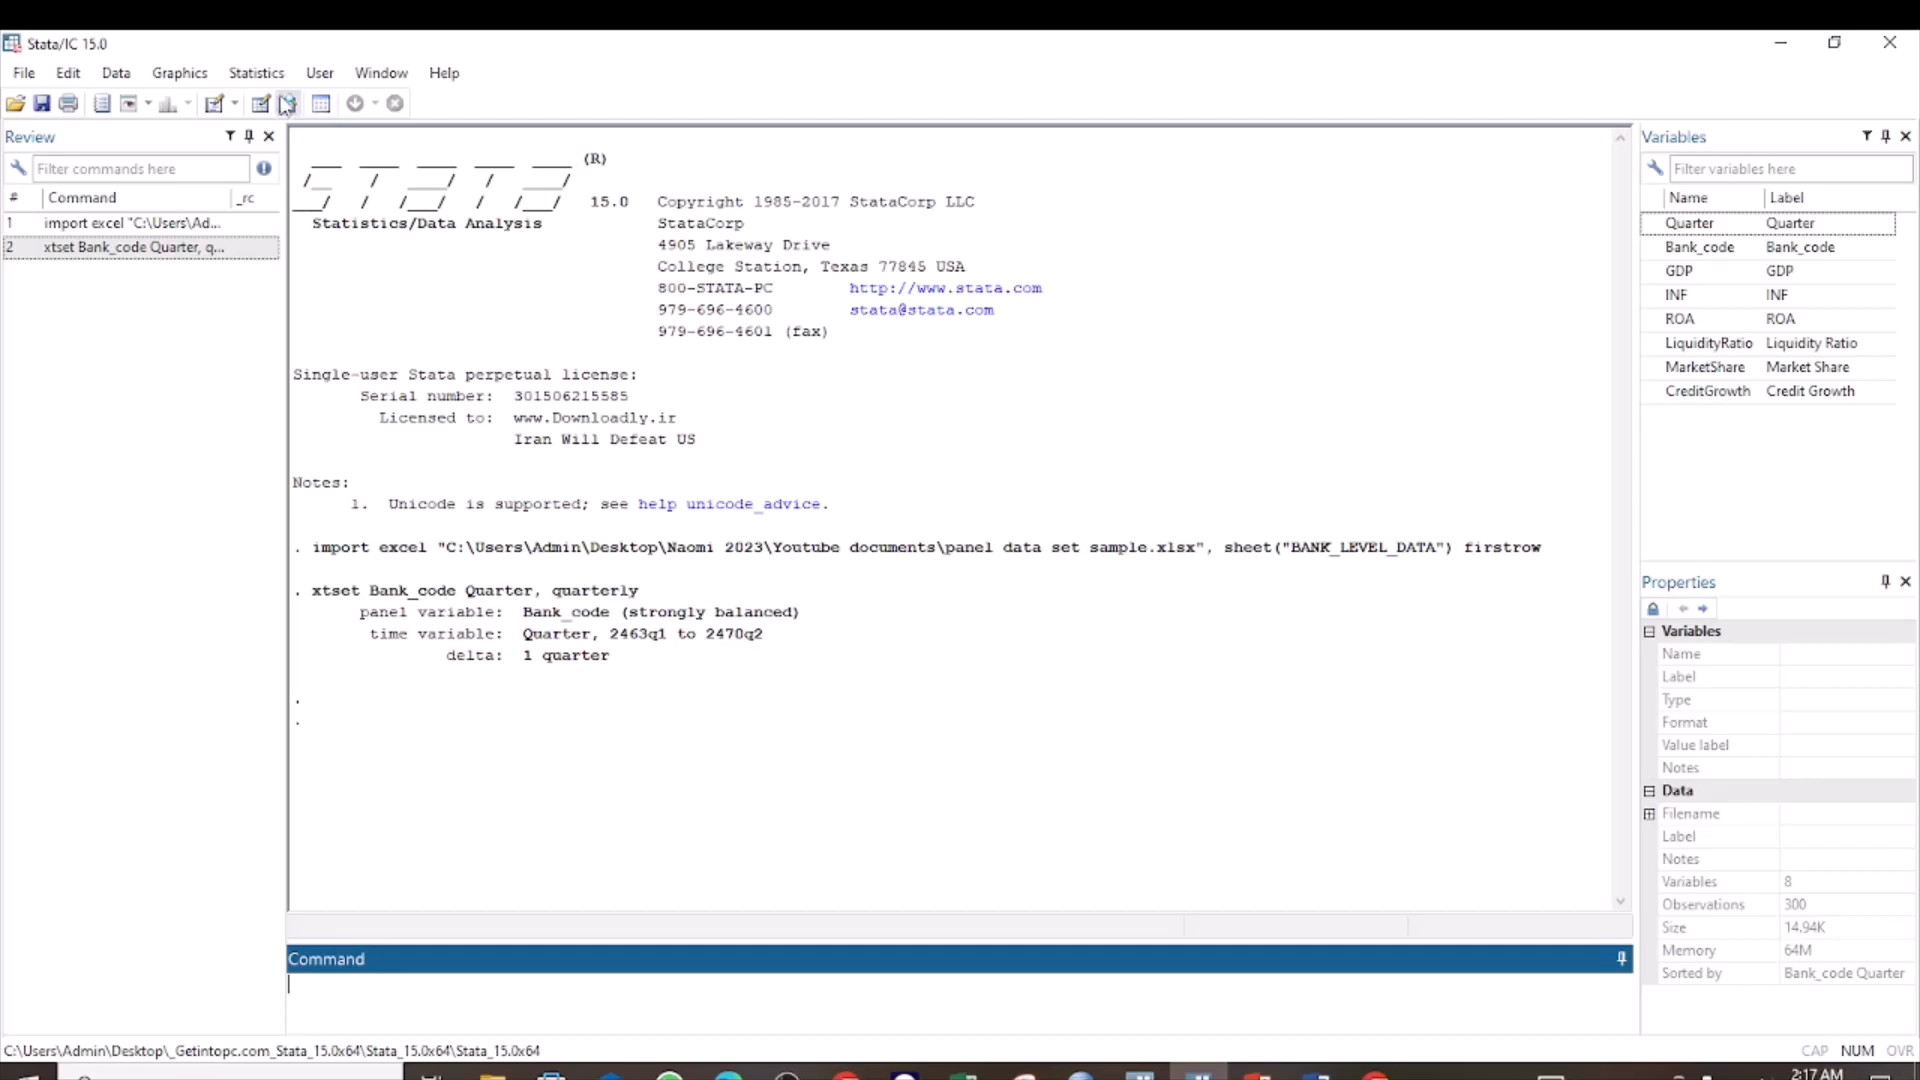 Stata/IC 15.0
File Edit Data Graphics Statistics User Window Help
Review
Filter commands here
# Command _rc
1 import excel "C:\Users\Ad...
2 xtset Bank_code Quarter, q...
(R)
STATA
15.0 Copyright 1985-2017 StataCorp LLC
Statistics/Data Analysis StataCorp
4905 Lakeway Drive
College Station, Texas 77845 USA
800-STATA-PC http://www.stata.com
979-696-4600 stata@stata.com
979-696-4601 (fax)
Single-user Stata perpetual license:
Serial number: 301506215585
Licensed to: www.Downloadly.ir
Iran Will Defeat US
Notes:
1. Unicode is supported; see help unicode_advice.
. import excel "C:\Users\Admin\Desktop\Naomi 2023\Youtube documents\panel data set sample.xlsx", sheet("BANK_LEVEL_DATA") firstrow
. xtset Bank_code Quarter, quarterly
panel variable: Bank_code (strongly balanced)
time variable: Quarter, 2463q1 to 2470q2
delta: 1 quarter
.
.
Command
Variables
Filter variables here
Name Label
Quarter Quarter
Bank_code Bank_code
GDP GDP
INF INF
ROA ROA
LiquidityRatio Liquidity Ratio
MarketShare Market Share
CreditGrowth Credit Growth
Properties
Variables
Name
Label
Type
Format
Value label
Notes
Data
Filename
Label
Notes
Variables 8
Observations 300
Size 14.94K
Memory 64M
Sorted by Bank_code Quarter
C:\Users\Admin\Desktop\_Getintopc.com_Stata_15.0x64\Stata_15.0x64\Stata_15.0x64
CAP NUM OVR
2:17 AM